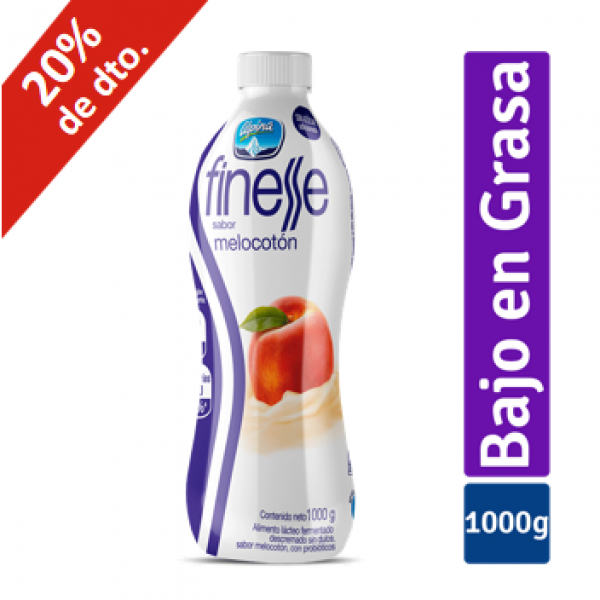 20%
de dto.
Alpina
finesse
sabor
melocotón
Contenido neto 1000 g
Alimento lácteo fermentado
descremado sin dulce,
sabor melocotón, con probióticos
Bajo en Grasa
1000g